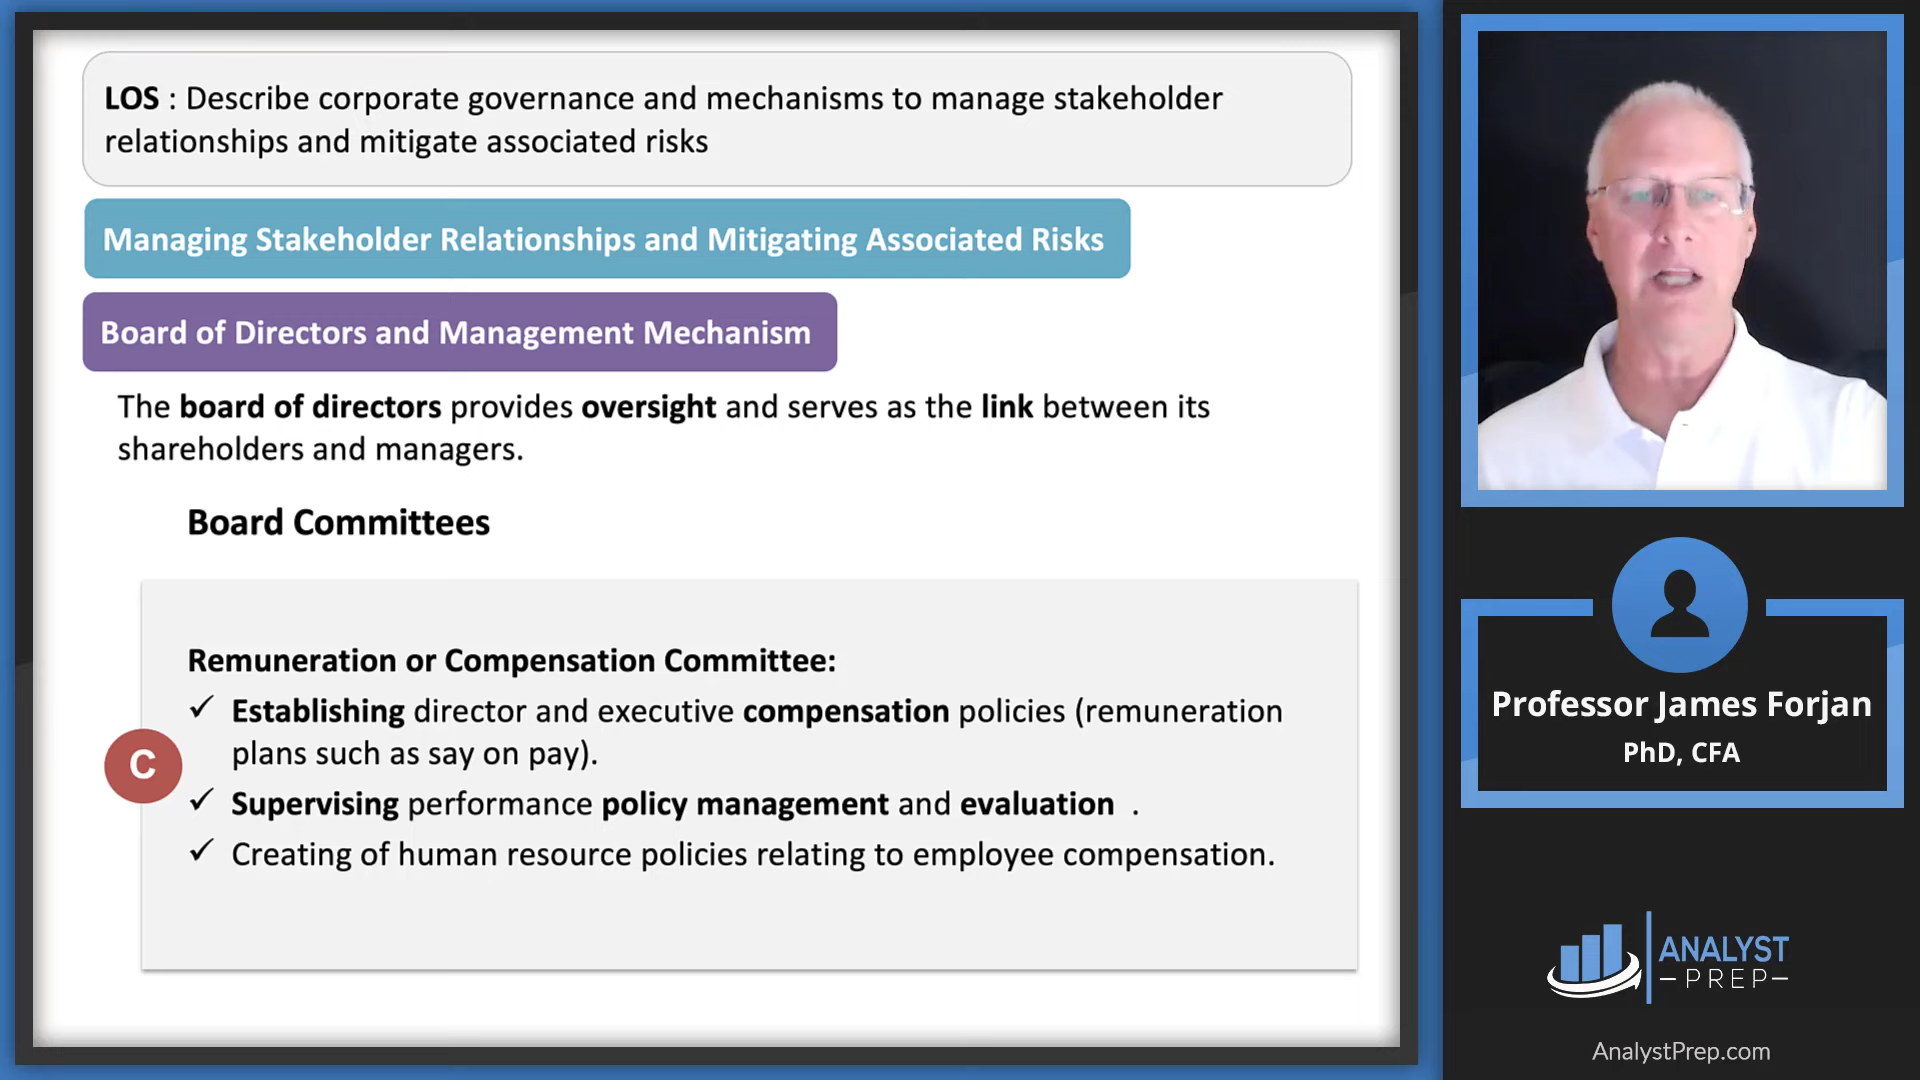 LOS : Describe corporate governance and mechanisms to manage stakeholder
relationships and mitigate associated risks
Managing Stakeholder Relationships and Mitigating Associated Risks
Board of Directors and Management Mechanism
The board of directors provides oversight and serves as the link between its
shareholders and managers.
Board Committees
Remuneration or Compensation Committee:
✓ Establishing director and executive compensation policies (remuneration
plans such as say on pay).
C
✓ Supervising performance policy management and evaluation .
✓ Creating of human resource policies relating to employee compensation.
Professor James Forjan
PhD, CFA
ANALYST
PREP
AnalystPrep.com